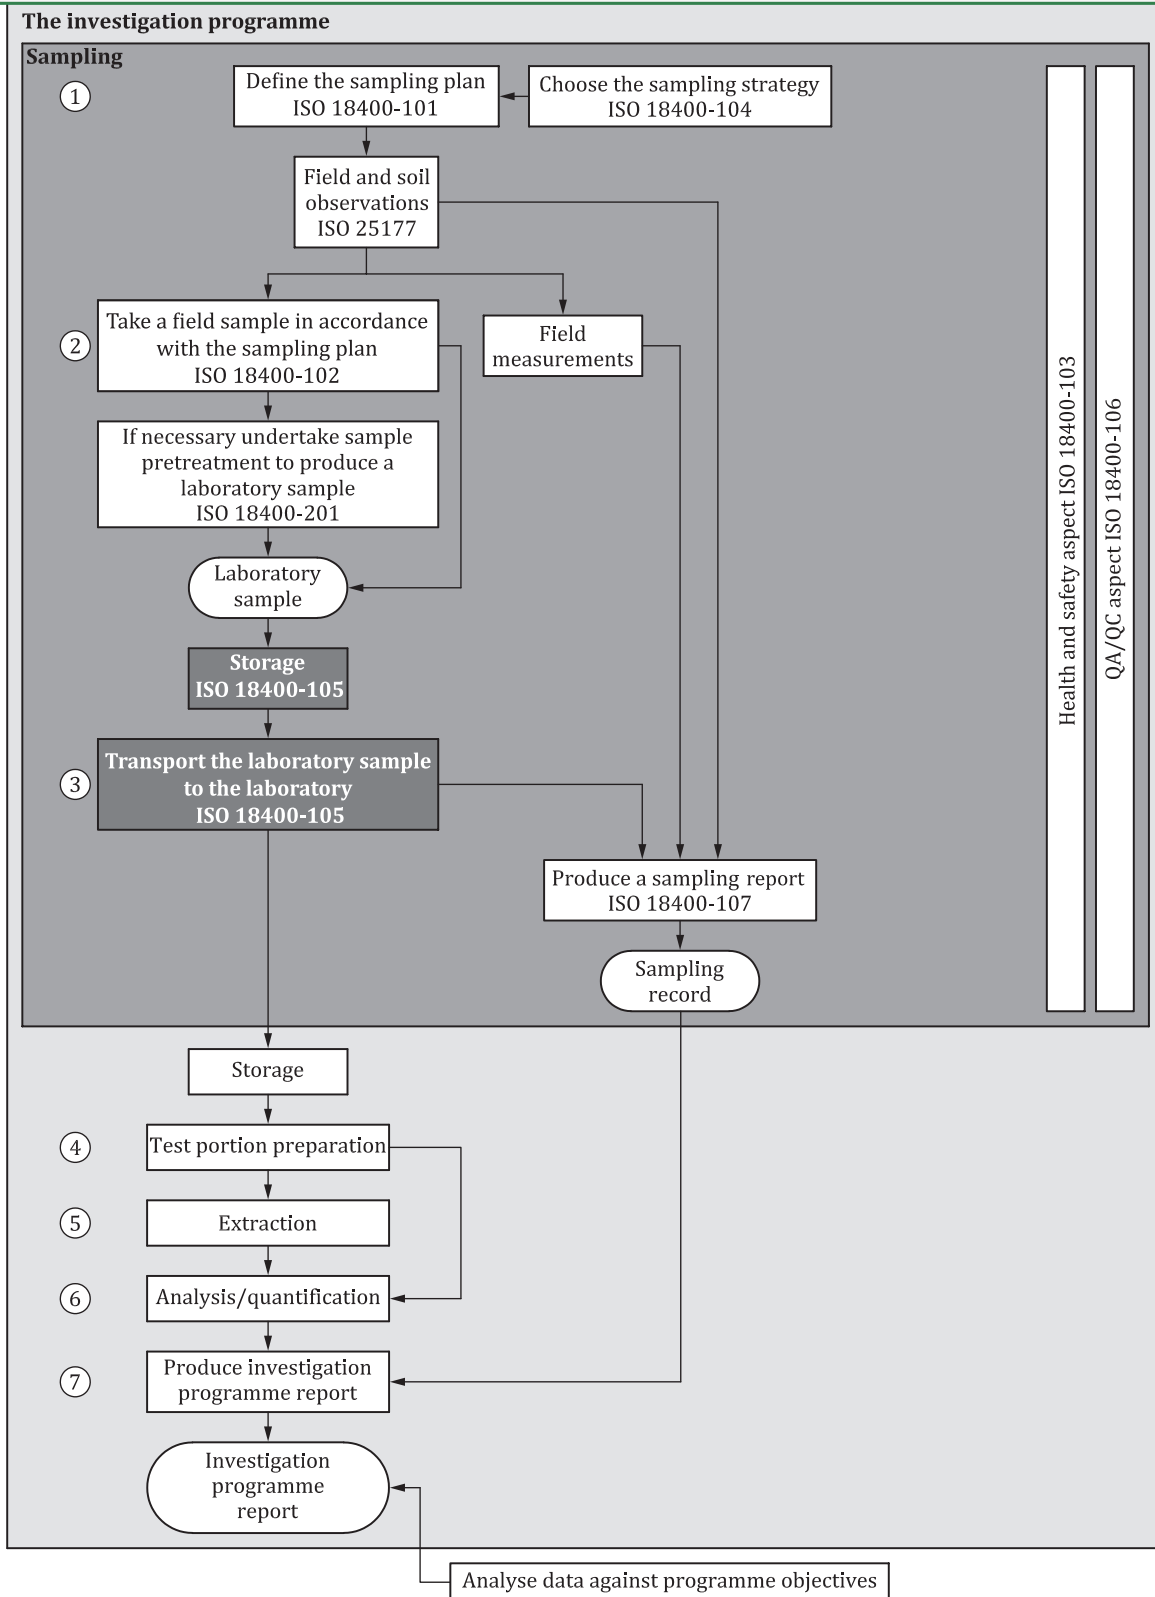 The investigation programme
Sampling
1
Define the sampling plan
ISO 18400-101
Choose the sampling strategy
ISO 18400-104
Field and soil
observations
ISO 25177
2
Take a field sample in accordance
with the sampling plan
ISO 18400-102
Field
measurements
If necessary undertake sample
pretreatment to produce a
laboratory sample
ISO 18400-201
Laboratory
sample
Storage
ISO 18400-105
3
Transport the laboratory sample
to the laboratory
ISO 18400-105
Produce a sampling report
ISO 18400-107
Sampling
record
Health and safety aspect ISO 18400-103
QA/QC aspect ISO 18400-106
Storage
4
Test portion preparation
5
Extraction
6
Analysis/quantification
7
Produce investigation
programme report
Investigation
programme
report
Analyse data against programme objectives